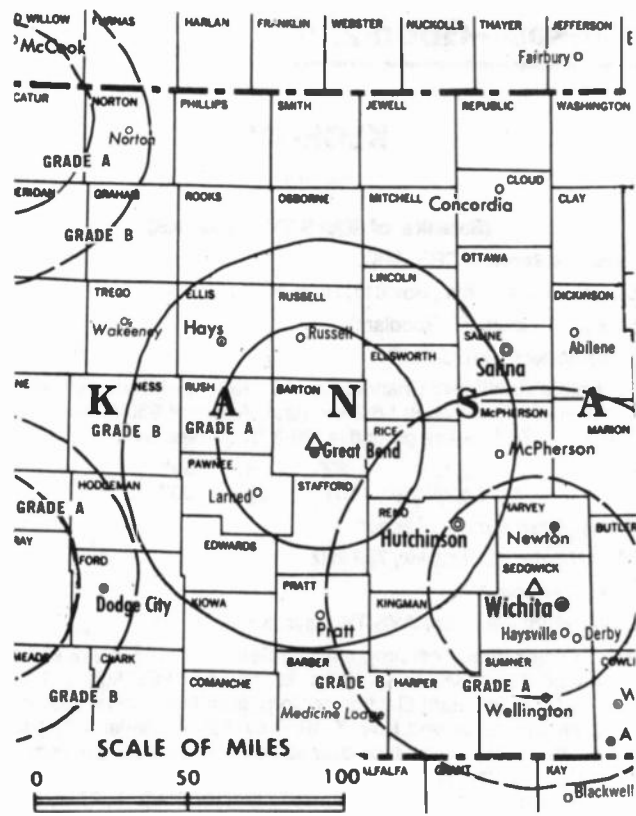 D WILLOW FURNAS HARLAN FRANKLIN WEBSTER NUCKOLLS THAYER JEFFERSON
McCook
Fairbury
CATUR NORTON PHILLIPS SMITH JEWELL REPUBLIC WASHINGTON
Norton
GRADE A
CLOUD
ERIDAN GRAHAM ROOKS OSBORNE MITCHELL Concordia CLAY
GRADE B
OTTAWA
LINCOLN
TREGO ELLIS RUSSELL DICKINSON
Wakeeney Hays Russell SALINE
ELLSWORTH Salina Abilene
NE NESS RUSH BARTON
K A N S A
GRADE B GRADE A RICE McPHERSON MARION
Great Bend McPherson
PAWNEE
HODGEMAN Larned STAFFORD
GRADE A RENO HARVEY
Hutchinson Newton BUTLER
RAY EDWARDS
FORD SEDGWICK
Dodge City KIOWA PRATT KINGMAN Wichita
Pratt Haysville Derby
MEADE CLARK BARBER SUMNER COWLI
GRADE B COMANCHE GRADE B HARPER GRADE A
Medicine Lodge Wellington W
A
SCALE OF MILES
ALFALFA GRANT KAY
0 50 100
Blackwell